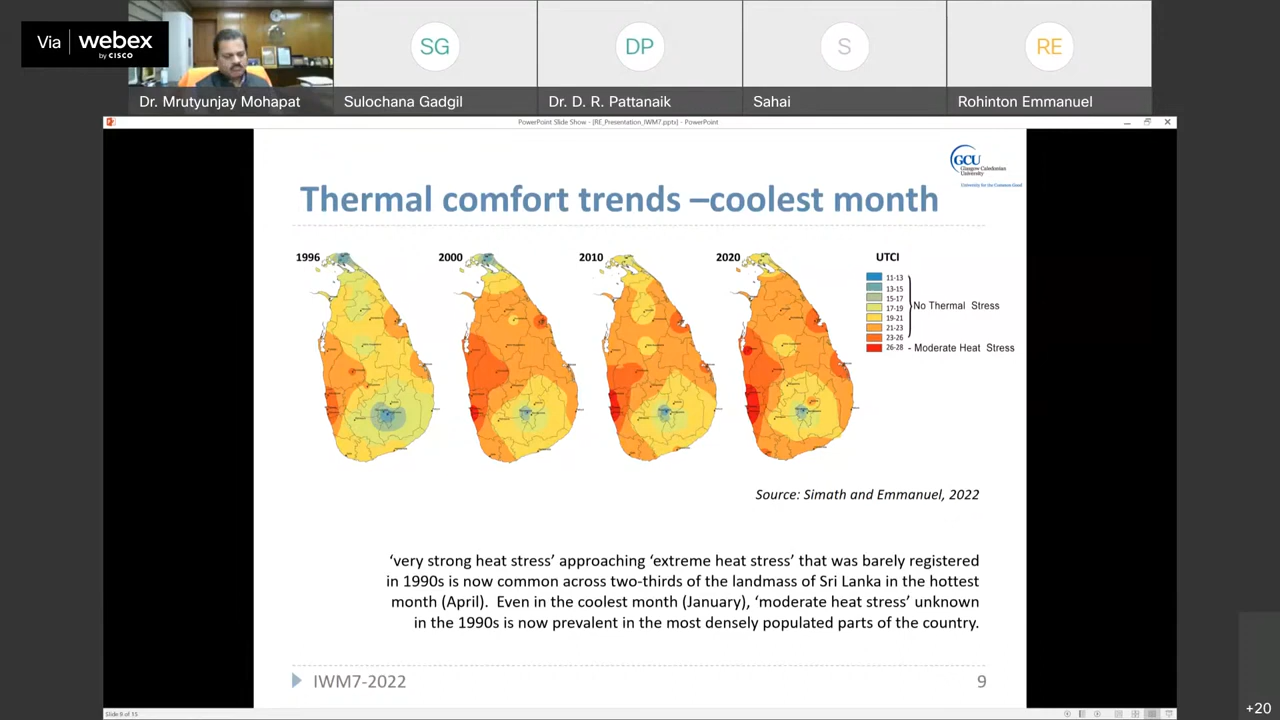 Via webex
by CISCO
SG
DP
S
RE
Dr. Mrutyunjay Mohapat
Sulochana Gadgil
Dr. D. R. Pattanaik
Sahai
Rohinton Emmanuel
PowerPoint Slide Show - [RE_Presentation_IWM7.pptx] - PowerPoint
GCU
Glasgow Caledonian
University
University for the Common Good
Thermal comfort trends –coolest month
1996
2000
2010
2020
UTCI
11-13
13-15
15-17
17-19
19-21
21-23
23-26
26-28
No Thermal Stress
- Moderate Heat Stress
Source: Simath and Emmanuel, 2022
‘very strong heat stress’ approaching ‘extreme heat stress’ that was barely registered
in 1990s is now common across two-thirds of the landmass of Sri Lanka in the hottest
month (April). Even in the coolest month (January), ‘moderate heat stress’ unknown
in the 1990s is now prevalent in the most densely populated parts of the country.
IWM7-2022
9
Slide 9 of 15
+20